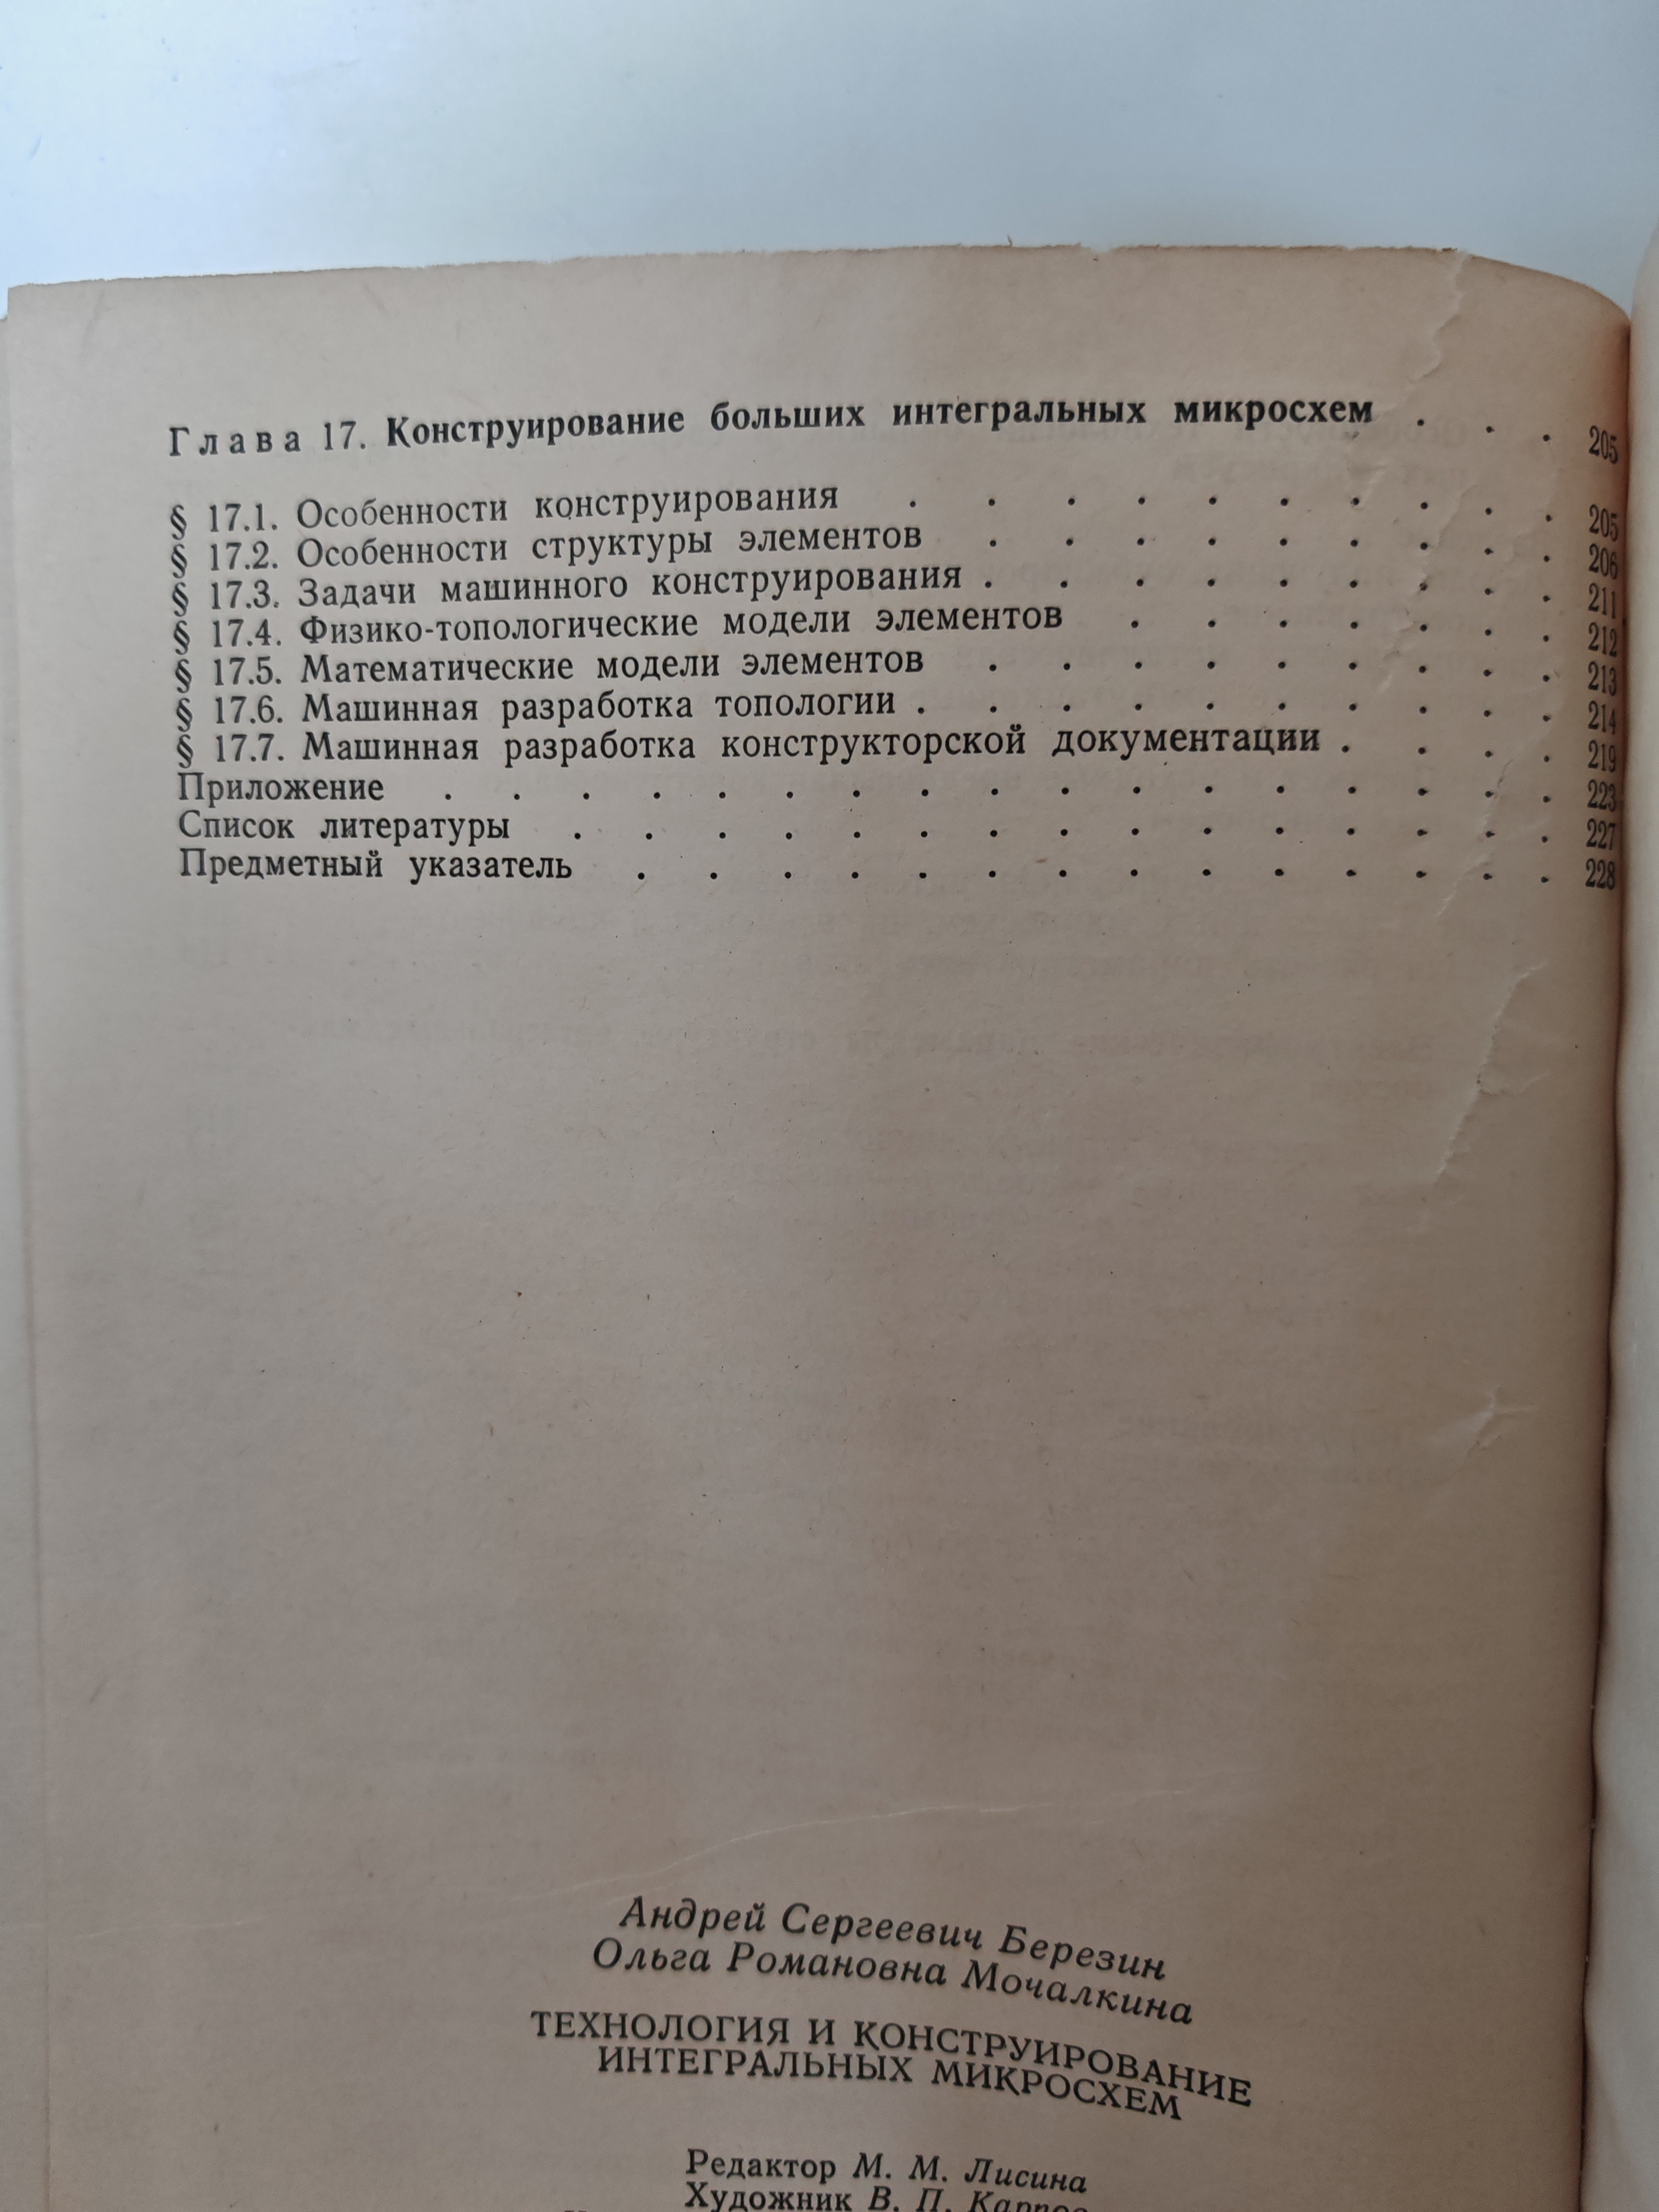 Глава 17. Конструирование больших интегральных микросхем . . . 205
§ 17.1. Особенности конструирования . . . . . . . . . . 205
§ 17.2. Особенности структуры элементов . . . . . . . . . 206
§ 17.3. Задачи машинного конструирования . . . . . . . . . 211
§ 17.4. Физико-топологические модели элементов . . . . . . . 212
§ 17.5. Математические модели элементов . . . . . . . . . 213
§ 17.6. Машинная разработка топологии . . . . . . . . . . 214
§ 17.7. Машинная разработка конструкторской документации . . . . 219
Приложение . . . . . . . . . . . . . . . . . 223
Список литературы . . . . . . . . . . . . . . . 227
Предметный указатель . . . . . . . . . . . . . . 228
Андрей Сергеевич Березин
Ольга Романовна Мочалкина
ТЕХНОЛОГИЯ И КОНСТРУИРОВАНИЕ
ИНТЕГРАЛЬНЫХ МИКРОСХЕМ
Редактор М. М. Лисина
Художник В. П. Карпов